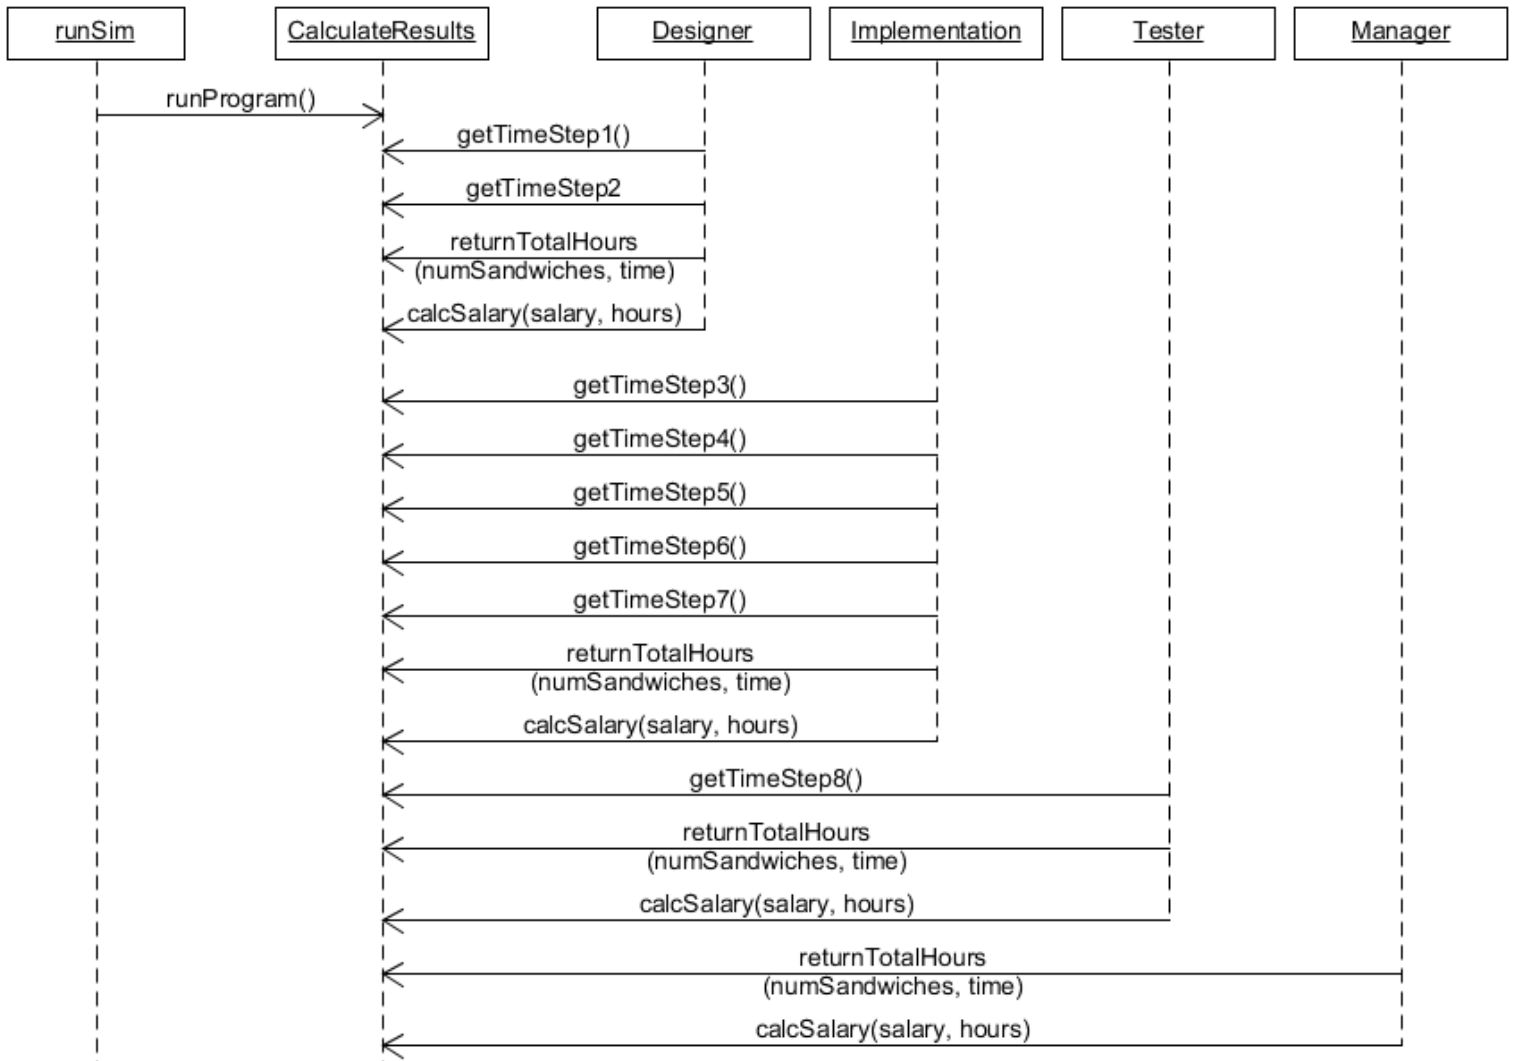 runSim
CalculateResults
Designer
Implementation
Tester
Manager
runProgram()
getTimeStep1()
getTimeStep2
returnTotalHours
(numSandwiches, time)
calcSalary(salary, hours)
getTimeStep3()
getTimeStep4()
getTimeStep5()
getTimeStep6()
getTimeStep7()
returnTotalHours
(numSandwiches, time)
calcSalary(salary, hours)
getTimeStep8()
returnTotalHours
(numSandwiches, time)
calcSalary(salary, hours)
returnTotalHours
(numSandwiches, time)
calcSalary(salary, hours)